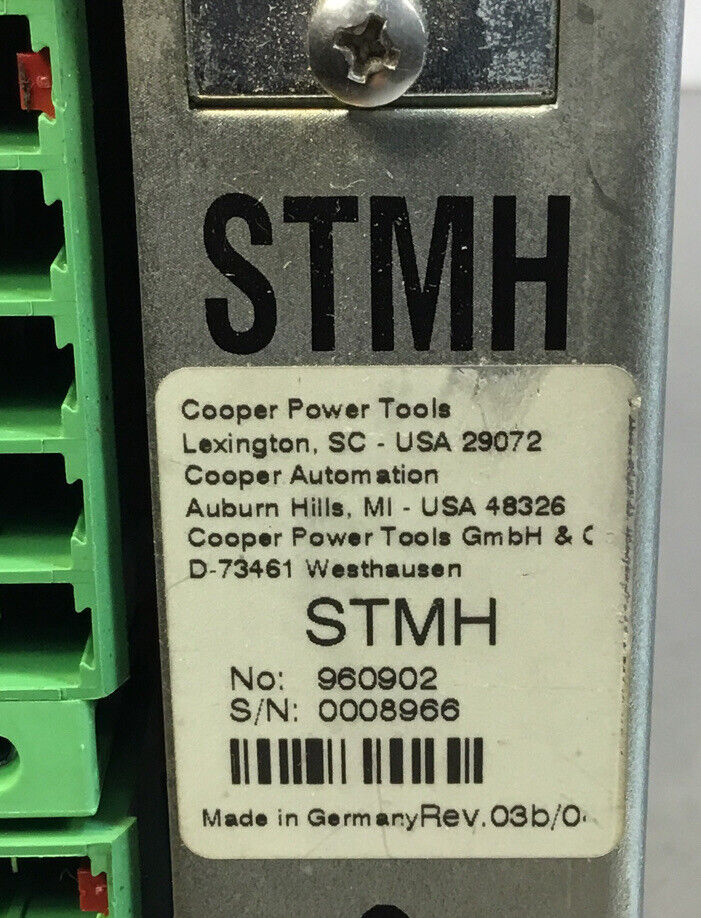 STMH
Cooper Power Tools
Lexington, SC - USA 29072
Cooper Automation
Auburn Hills, MI - USA 48326
Cooper Power Tools GmbH &
D-73461 Westhausen
STMH
No: 960902
S/N: 0008966
Made in Germany Rev.03b/0